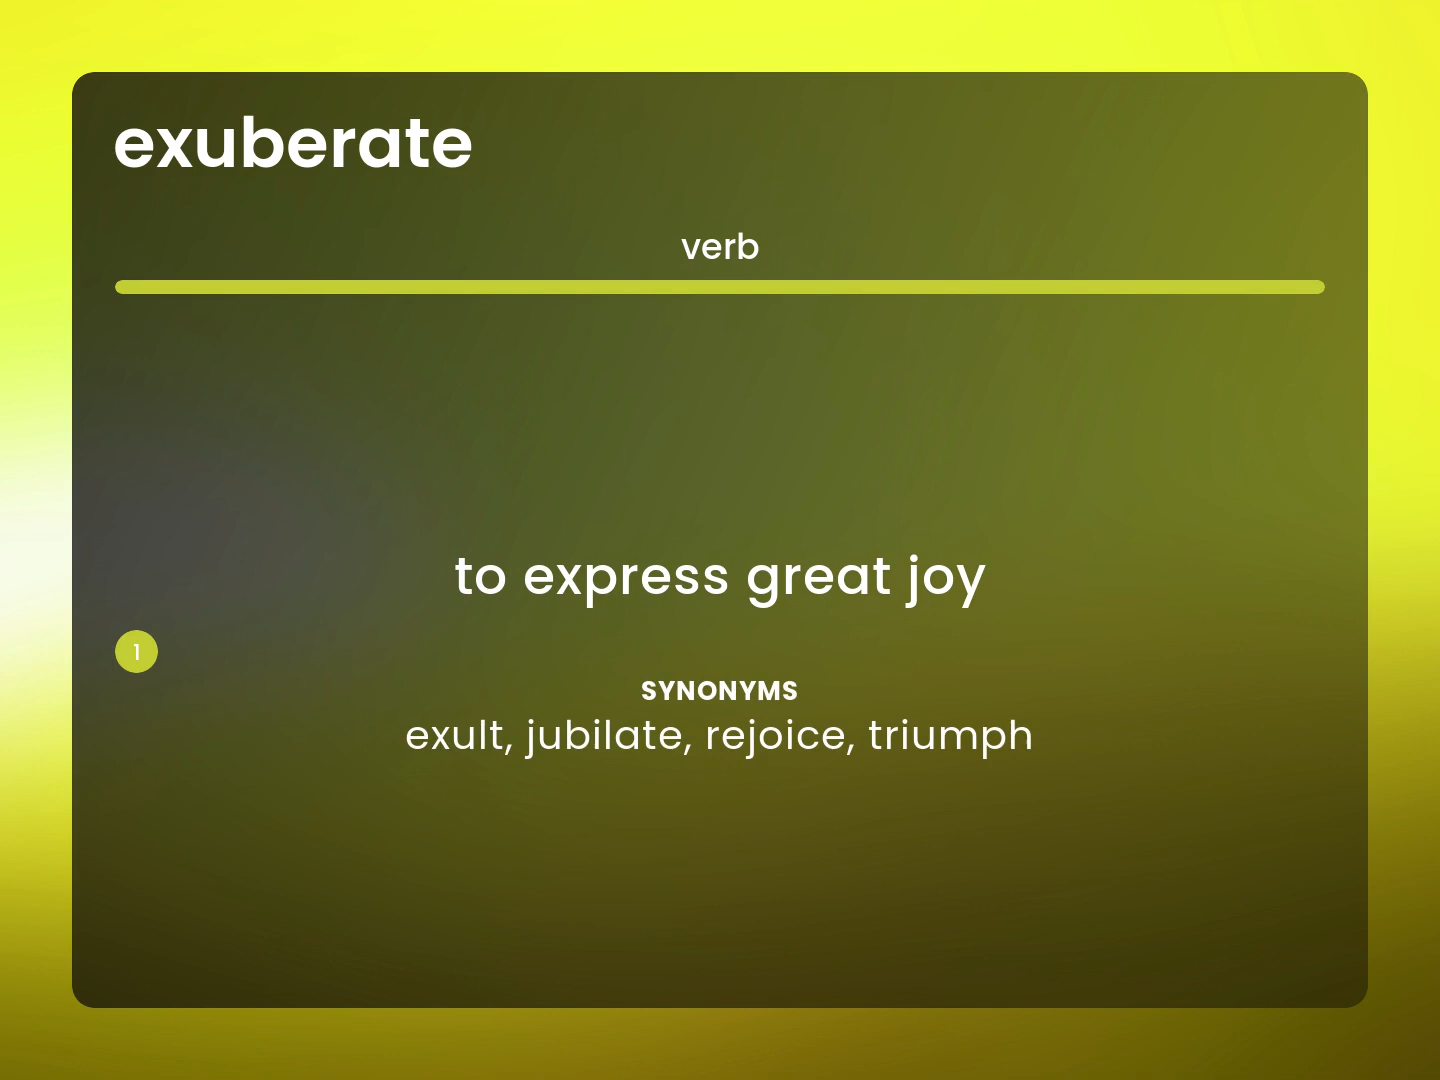 exuberate
verb
to express great joy
1
SYNONYMS
exult, jubilate, rejoice, triumph